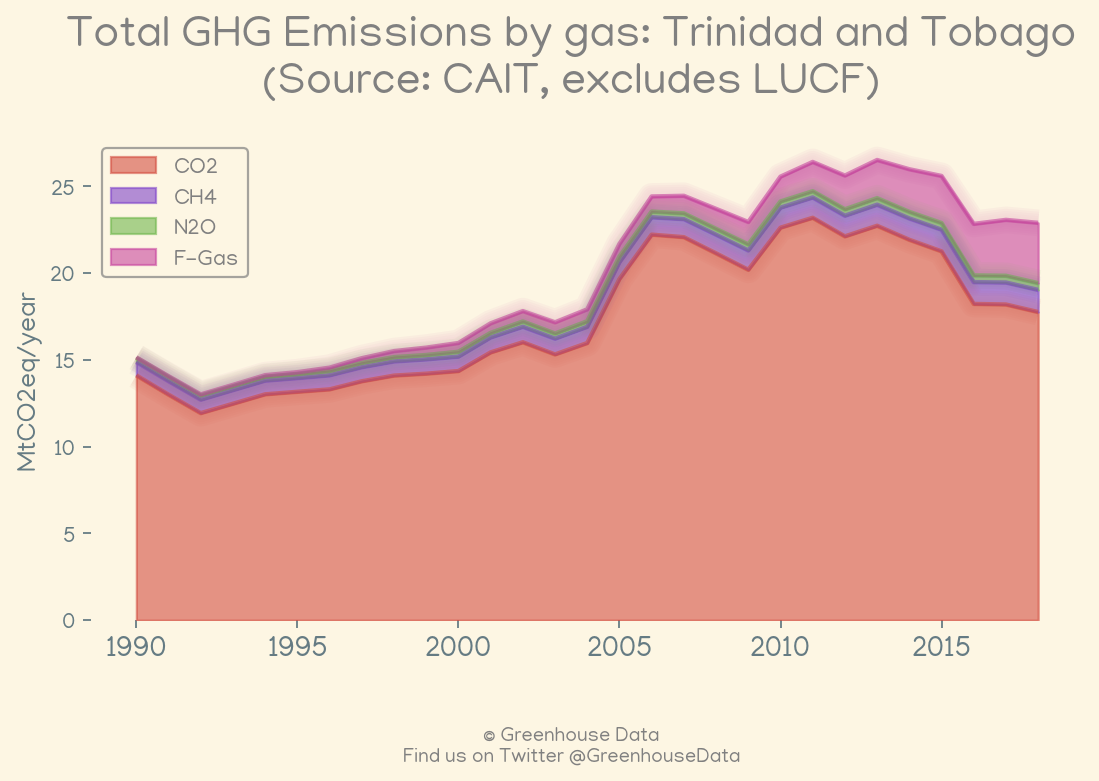 Total GHG Emissions by gas: Trinidad and Tobago
(Source: CAIT, excludes LUCF)
CO2
CH4
N2O
F-Gas
MtCO2eq/year
25
20
15
10
5
0
1990 1995 2000 2005 2010 2015
© Greenhouse Data
Find us on Twitter @GreenhouseData